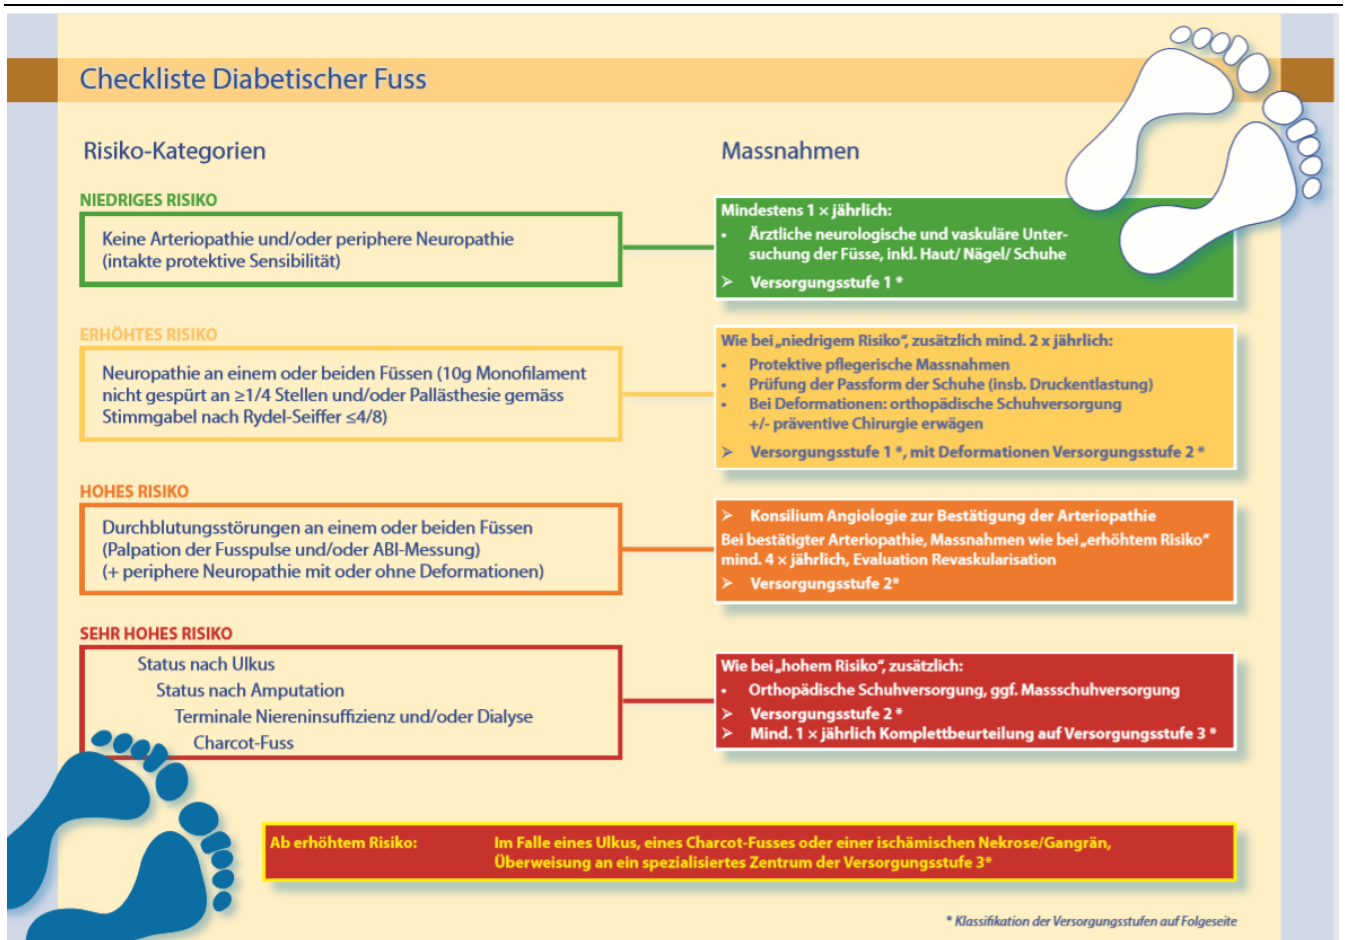 Checkliste Diabetischer Fuss
Risiko-Kategorien
Massnahmen
NIEDRIGES RISIKO
Keine Arteriopathie und/oder periphere Neuropathie
(intakte protektive Sensibilität)
Mindestens 1 × jährlich:
• Ärztliche neurologische und vaskuläre Unter-
suchung der Füsse, inkl. Haut/ Nägel/ Schuhe
➢ Versorgungsstufe 1 *
ERHÖHTES RISIKO
Neuropathie an einem oder beiden Füssen (10g Monofilament
nicht gespürt an ≥1/4 Stellen und/oder Pallästhesie gemäss
Stimmgabel nach Rydel-Seiffer ≤4/8)
Wie bei „niedrigem Risiko“, zusätzlich mind. 2 x jährlich:
• Protektive pflegerische Massnahmen
• Prüfung der Passform der Schuhe (insb. Druckentlastung)
• Bei Deformationen: orthopädische Schuhversorgung
+/- präventive Chirurgie erwägen
➢ Versorgungsstufe 1 *, mit Deformationen Versorgungsstufe 2 *
HOHES RISIKO
Durchblutungsstörungen an einem oder beiden Füssen
(Palpation der Fusspulse und/oder ABI-Messung)
(+ periphere Neuropathie mit oder ohne Deformationen)
➢ Konsilium Angiologie zur Bestätigung der Arteriopathie
Bei bestätigter Arteriopathie, Massnahmen wie bei „erhöhtem Risiko“
mind. 4 × jährlich, Evaluation Revaskularisation
➢ Versorgungsstufe 2*
SEHR HOHES RISIKO
Status nach Ulkus
Status nach Amputation
Terminale Niereninsuffizienz und/oder Dialyse
Charcot-Fuss
Wie bei „hohem Risiko“, zusätzlich:
• Orthopädische Schuhversorgung, ggf. Massschuhversorgung
➢ Versorgungsstufe 2 *
➢ Mind. 1 × jährlich Komplettbeurteilung auf Versorgungsstufe 3 *
Ab erhöhtem Risiko: Im Falle eines Ulkus, eines Charcot-Fusses oder einer ischämischen Nekrose/Gangrän,
Überweisung an ein spezialisiertes Zentrum der Versorgungsstufe 3*
* Klassifikation der Versorgungsstufen auf Folgeseite